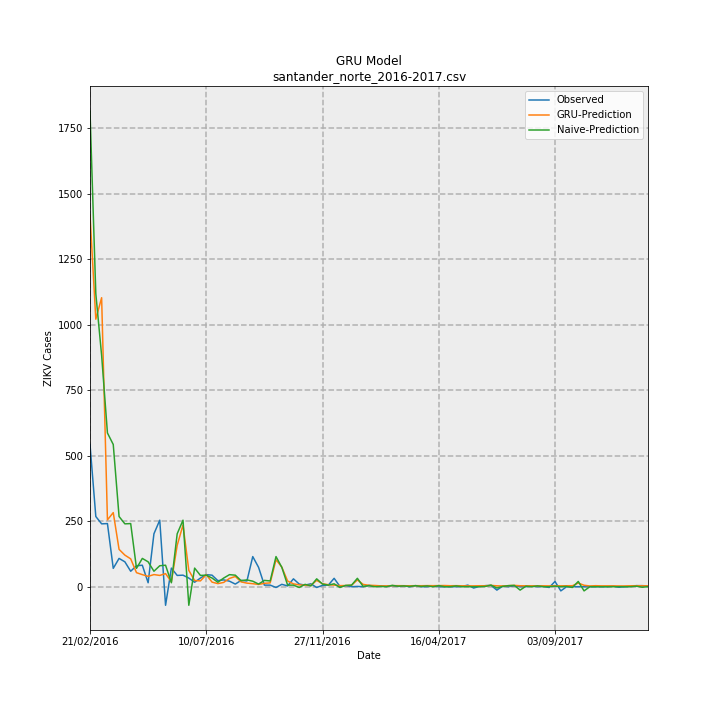 GRU Model
santander_norte_2016-2017.csv
Observed
GRU-Prediction
Naive-Prediction
ZIKV Cases
1750
1500
1250
1000
750
500
250
0
21/02/2016
10/07/2016
27/11/2016
16/04/2017
03/09/2017
Date